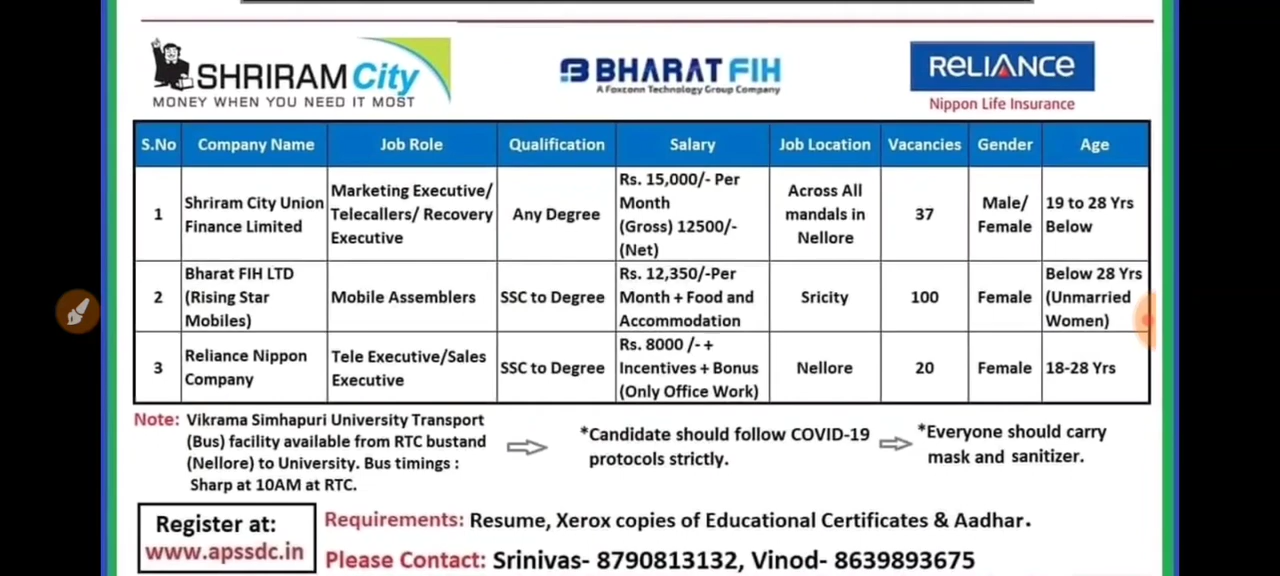 SHRIRAM City
MONEY WHEN YOU NEED IT MOST
BHARAT FIH
A Foxconn Technology Group Company
RELIANCE
Nippon Life Insurance
S.No Company Name Job Role Qualification Salary Job Location Vacancies Gender Age
1 Shriram City Union Finance Limited Marketing Executive/ Telecallers/ Recovery Executive Any Degree Rs. 15,000/- Per Month (Gross) 12500/- (Net) Across All mandals in Nellore 37 Male/ Female 19 to 28 Yrs Below
2 Bharat FIH LTD (Rising Star Mobiles) Mobile Assemblers SSC to Degree Rs. 12,350/-Per Month + Food and Accommodation Sricity 100 Female Below 28 Yrs (Unmarried Women)
3 Reliance Nippon Company Tele Executive/Sales Executive SSC to Degree Rs. 8000 /- + Incentives + Bonus (Only Office Work) Nellore 20 Female 18-28 Yrs
Note: Vikrama Simhapuri University Transport
(Bus) facility available from RTC bustand
(Nellore) to University. Bus timings :
Sharp at 10AM at RTC.
*Candidate should follow COVID-19
protocols strictly.
*Everyone should carry
mask and sanitizer.
Register at:
www.apssdc.in
Requirements: Resume, Xerox copies of Educational Certificates & Aadhar.
Please Contact: Srinivas- 8790813132, Vinod- 8639893675